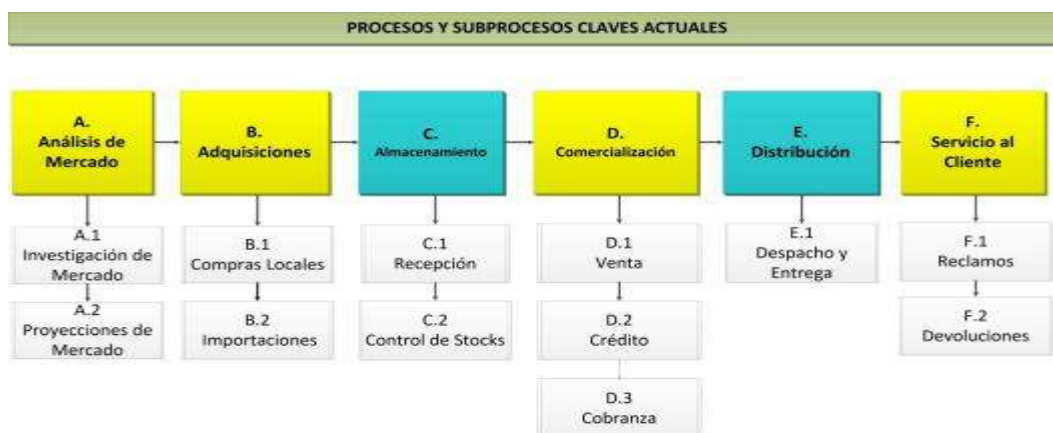 PROCESOS Y SUBPROCESOS CLAVES ACTUALES
A.
Análisis de
Mercado
B.
Adquisiciones
C.
Almacenamiento
D.
Comercialización
E.
Distribución
F.
Servicio al
Cliente
A.1
Investigación de
Mercado
A.2
Proyecciones de
Mercado
B.1
Compras Locales
B.2
Importaciones
C.1
Recepción
C.2
Control de Stocks
D.1
Venta
D.2
Crédito
D.3
Cobranza
E.1
Despacho y
Entrega
F.1
Reclamos
F.2
Devoluciones